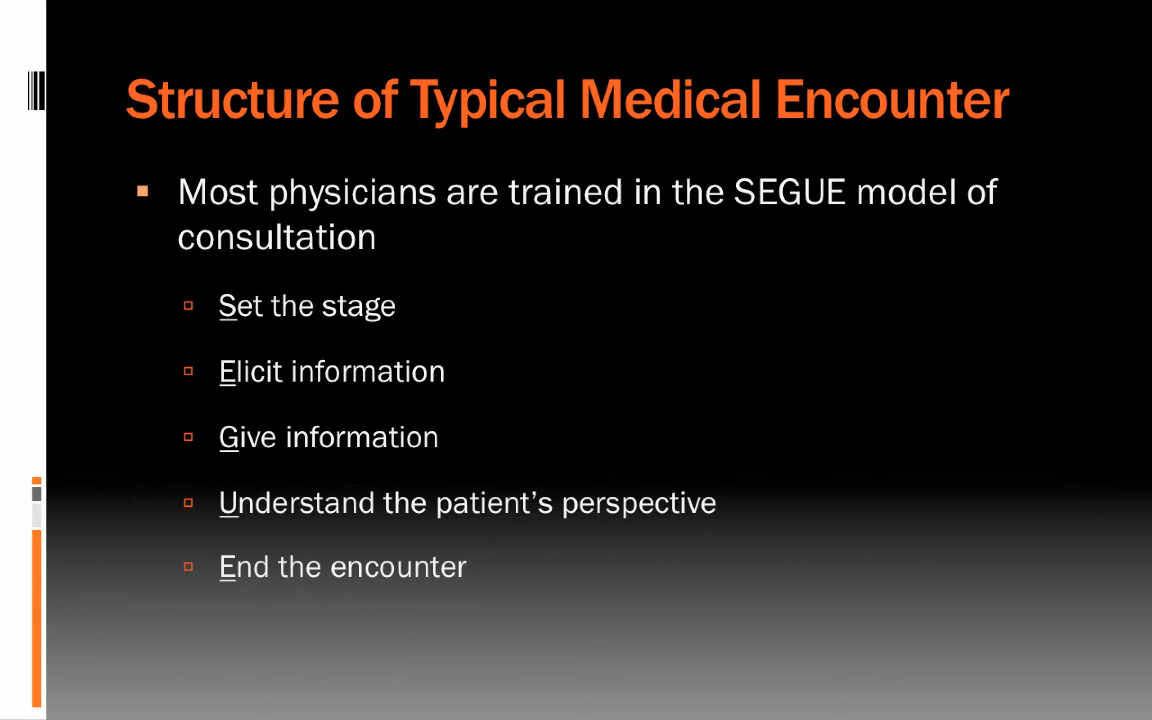 Structure of Typical Medical Encounter
Most physicians are trained in the SEGUE model of
consultation
Set the stage
Elicit information
Give information
Understand the patient’s perspective
End the encounter